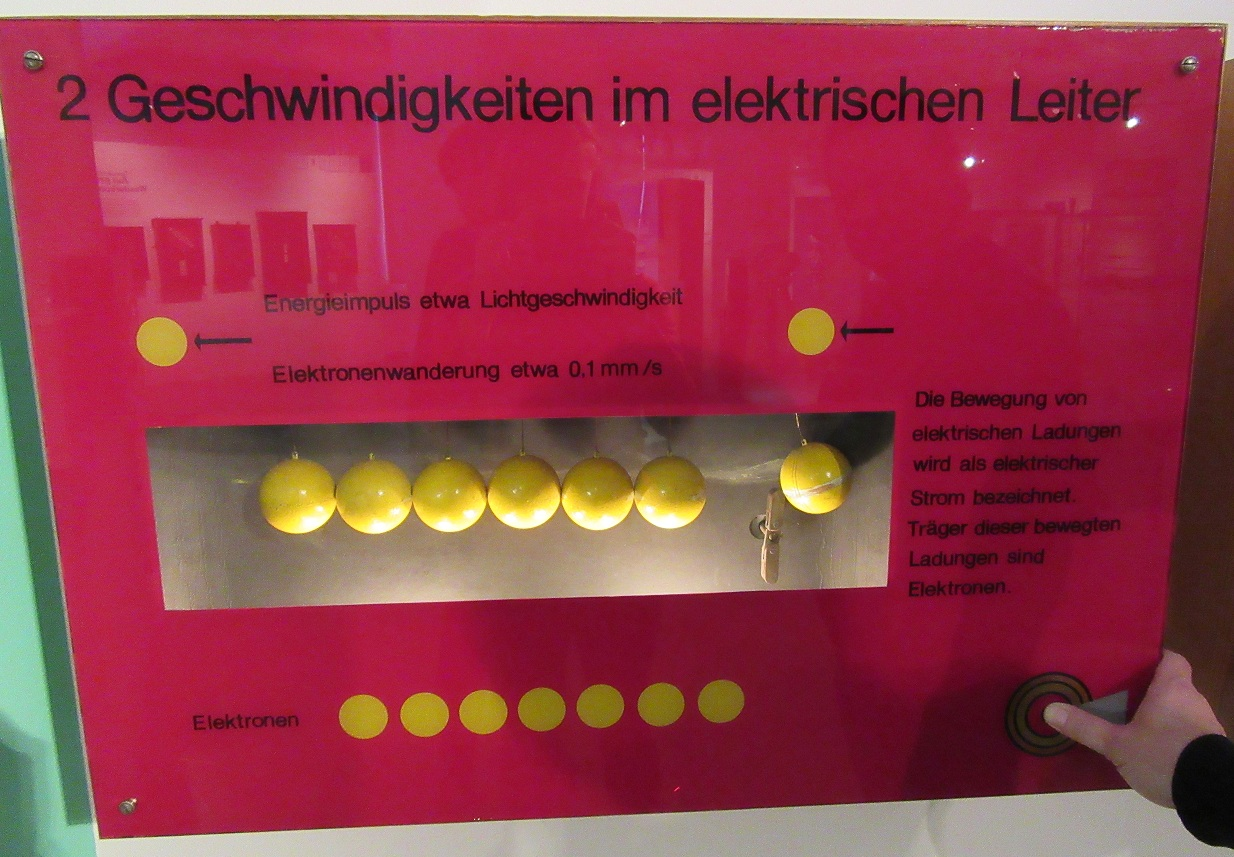 2 Geschwindigkeiten im elektrischen Leiter
Energieimpuls etwa Lichtgeschwindigkeit
Elektronenwanderung etwa 0,1 mm/s
Die Bewegung von
elektrischen Ladungen
wird als elektrischer
Strom bezeichnet.
Träger dieser bewegten
Ladungen sind
Elektronen.
Elektronen